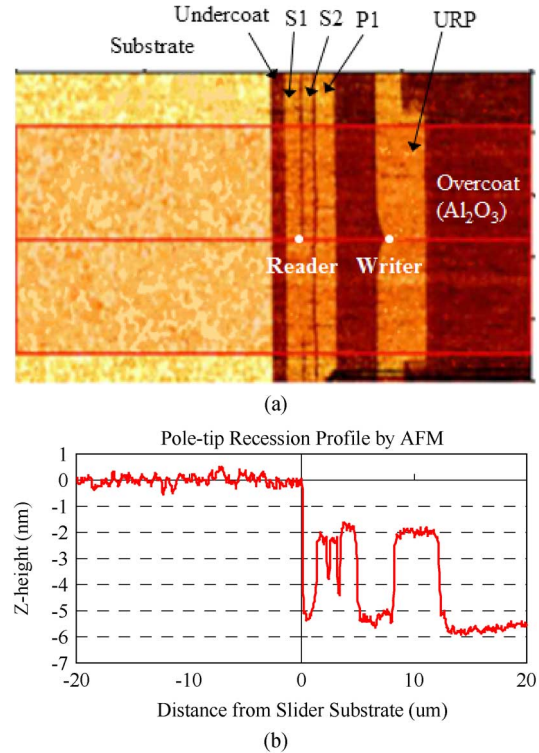 Undercoat
S1 S2 P1
URP
Substrate
Overcoat
(Al₂O₃)
Reader Writer
(a)
Pole-tip Recession Profile by AFM
Z-height (nm)
1
0
-1
-2
-3
-4
-5
-6
-7
-20 -10 0 10 20
Distance from Slider Substrate (um)
(b)